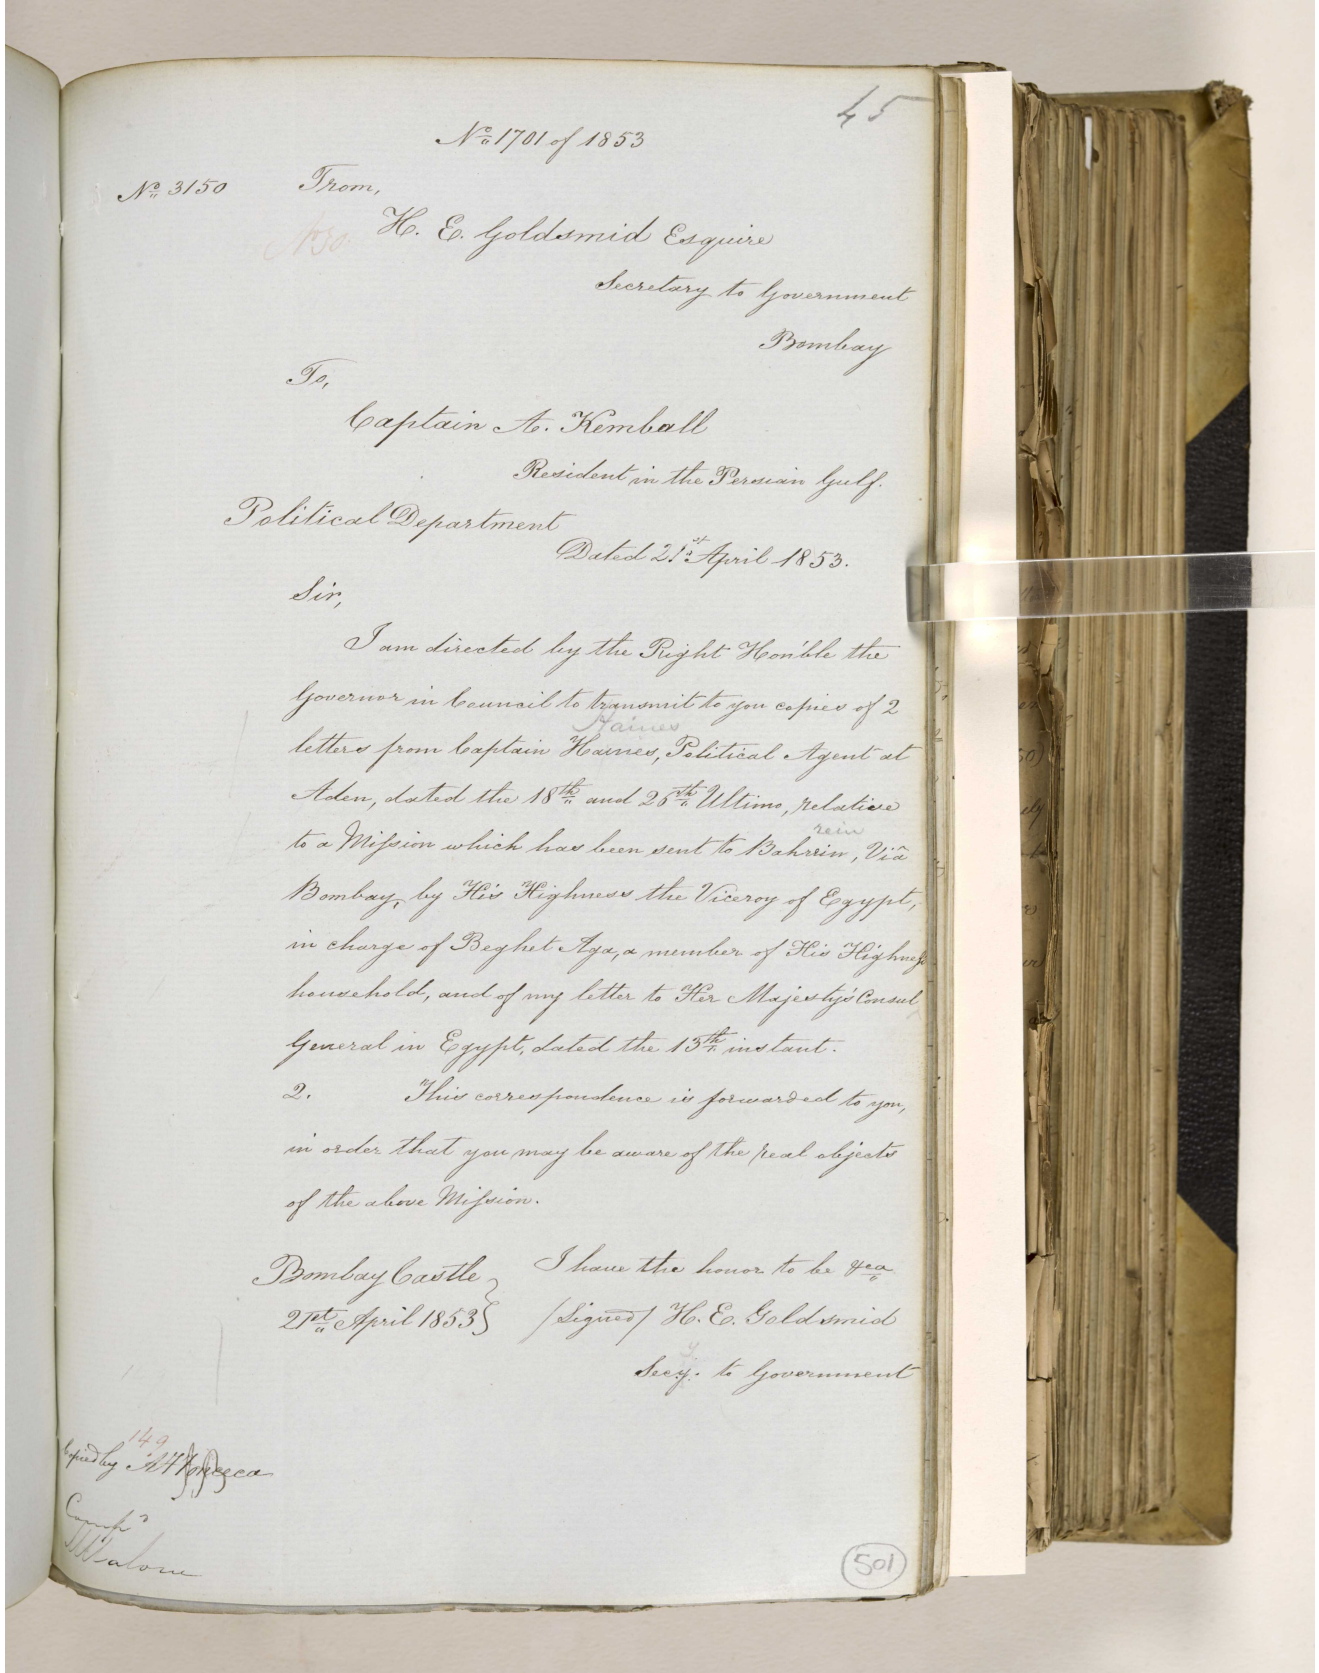 45
No. 1701 of 1853
No. 3150
From,
H. E. Goldsmid Esquire
Secretary to Government
Bombay
To,
Captain A. Kemball
Resident in the Persian Gulf.
Political Department
Dated 21st April 1853.
Sir,
I am directed by the Right Hon'ble the
Governor in Council to transmit to you copies of 2
Haines
letters from Captain Haines, Political Agent at
Aden, dated the 18th and 26th Ultimo, relative
rein
to a Mission which has been sent to Bahrein, Viâ
Bombay, by His Highness the Viceroy of Egypt,
in charge of Beghet Aga, a member of His Highness
household, and of my letter to Her Majesty's Consul
General in Egypt, dated the 13th instant.
2. This correspondence is forwarded to you,
in order that you may be aware of the real objects
of the above Mission.
Bombay Castle } I have the honor to be &ca
21st April 1853 } /Signed/ H. E. Goldsmid
Secy. to Government
149
Copied by
Comp
501